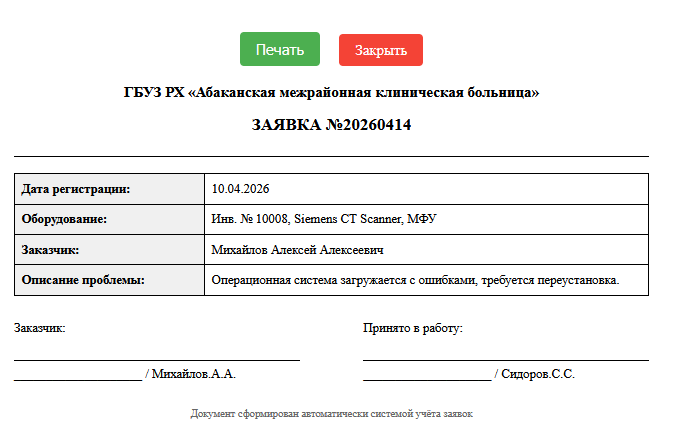 Печать Закрыть
ГБУЗ РХ «Абаканская межрайонная клиническая больница»
ЗАЯВКА №20260414
Дата регистрации: 10.04.2026
Оборудование: Инв. № 10008, Siemens CT Scanner, МФУ
Заказчик: Михайлов Алексей Алексеевич
Описание проблемы: Операционная система загружается с ошибками, требуется переустановка.
Заказчик: Принято в работу:
____________________ / Михайлов.А.А. ____________________ / Сидоров.С.С.
Документ сформирован автоматически системой учёта заявок